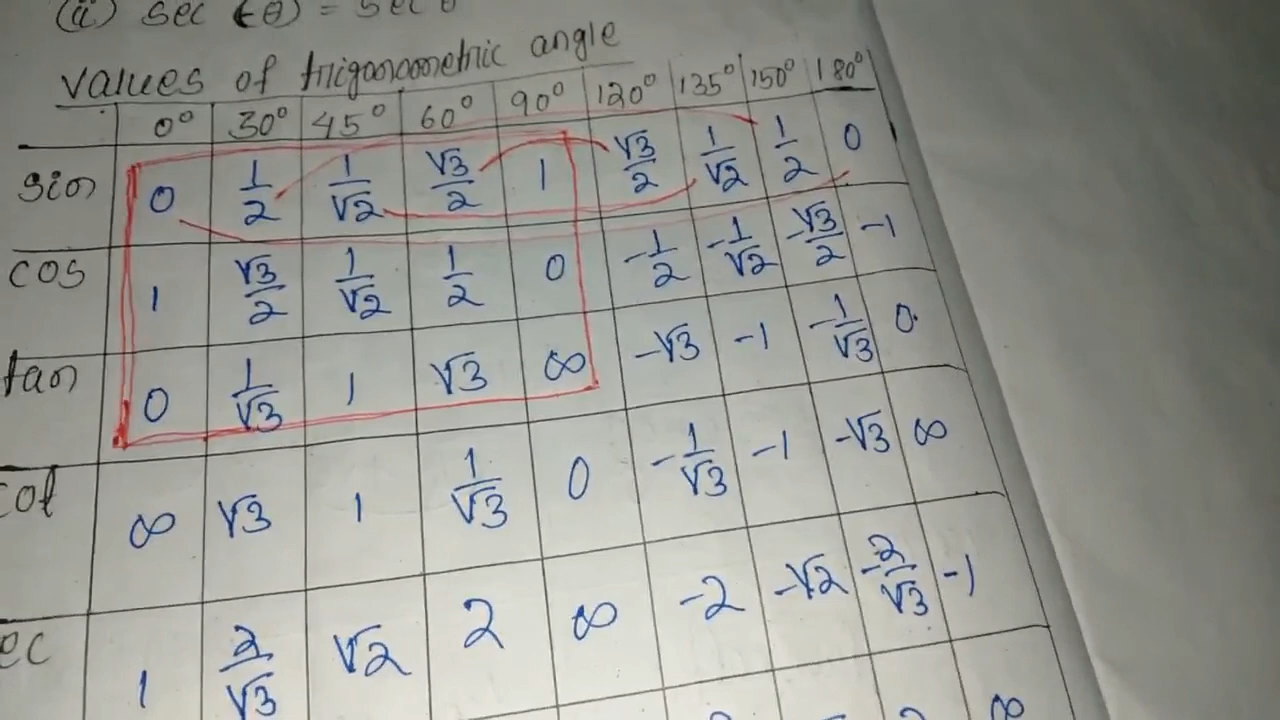 (ii) sec (-θ) = sec θ
values of trigonometric angle
0° 30° 45° 60° 90° 120° 135° 150° 180°
sin 0 1/2 1/√2 √3/2 1 √3/2 1/√2 1/2 0
cos 1 √3/2 1/√2 1/2 0 -1/2 -1/√2 -√3/2 -1
tan 0 1/√3 1 √3 ∞ -√3 -1 -1/√3 0
cot ∞ √3 1 1/√3 0 -1/√3 -1 -√3 ∞
ec 1 2/√3 √2 2 ∞ -2 -√2 -2/√3 -1
∞